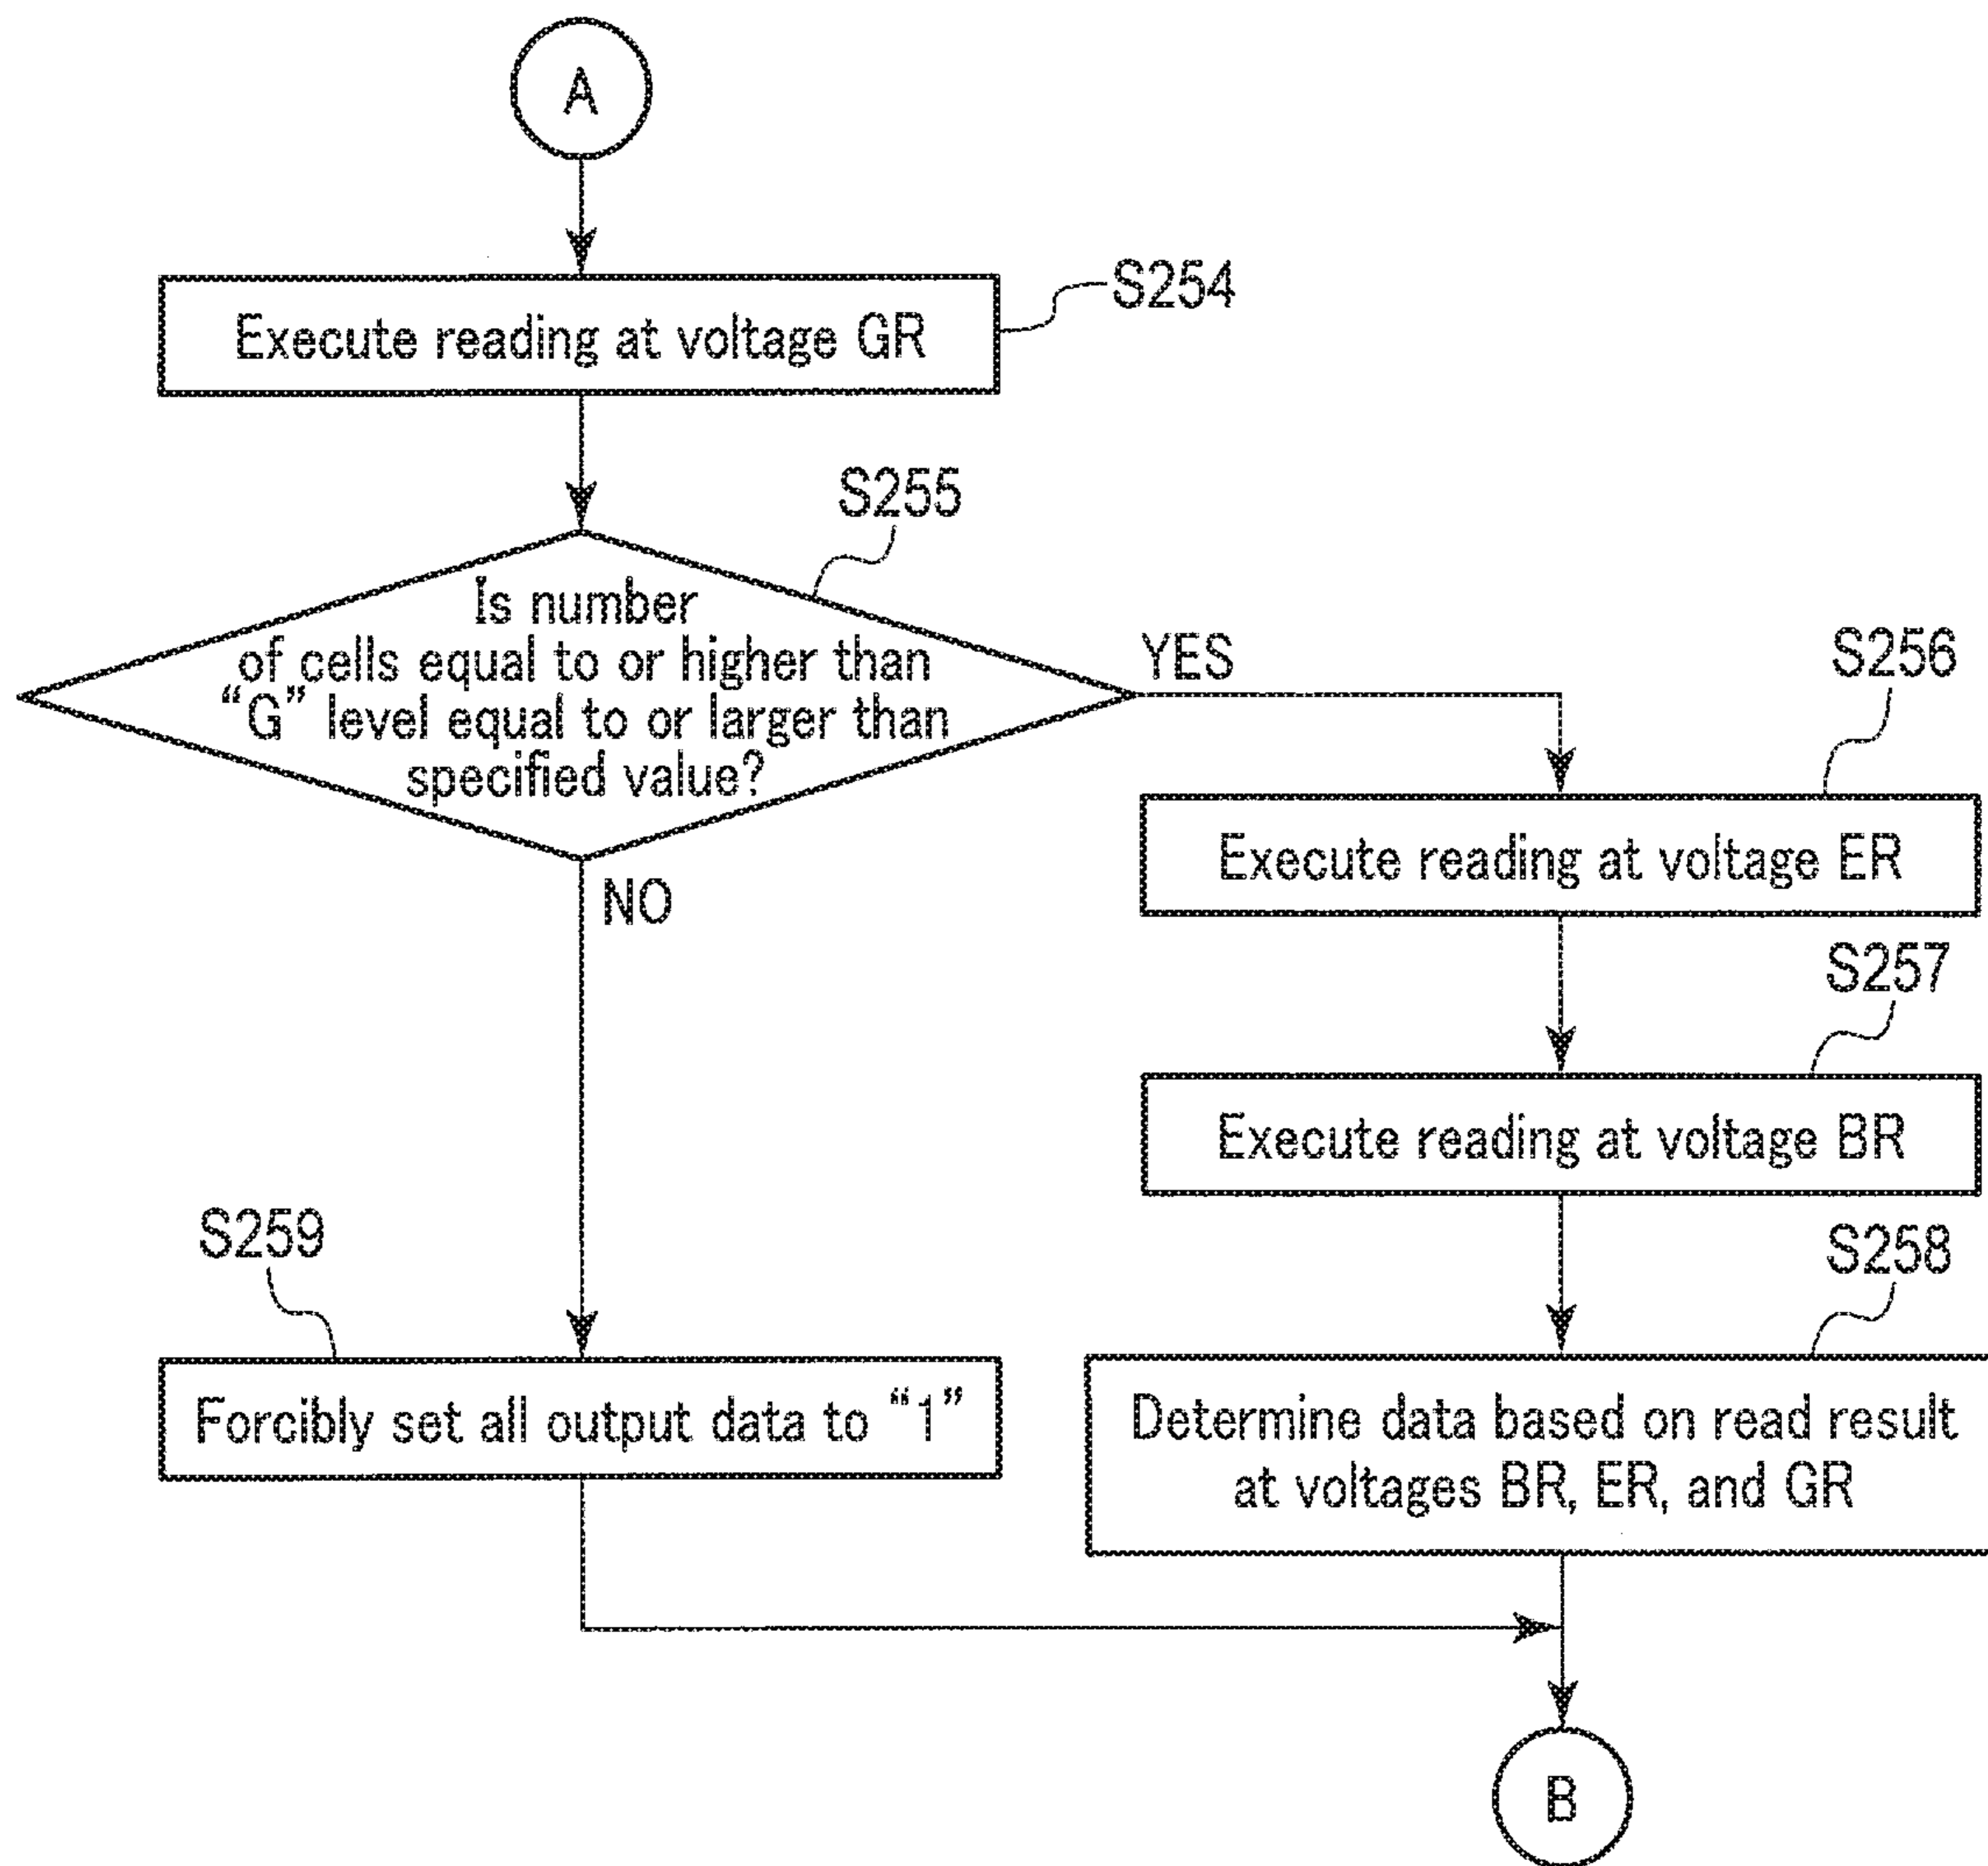 A
S254
Execute reading at voltage GR
S255
Is number
of cells equal to or higher than
“G” level equal to or larger than
specified value?
YES
NO
S256
Execute reading at voltage ER
S257
Execute reading at voltage BR
S258
Determine data based on read result
at voltages BR, ER, and GR
S259
Forcibly set all output data to “1”
B